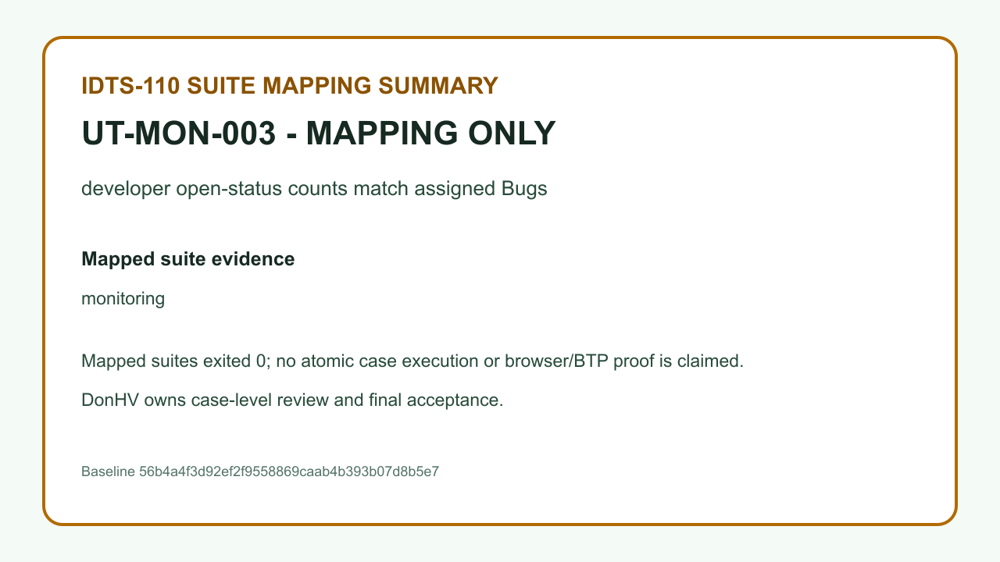 IDTS-110 SUITE MAPPING SUMMARY
UT-MON-003 - MAPPING ONLY
developer open-status counts match assigned Bugs
Mapped suite evidence
monitoring
Mapped suites exited 0; no atomic case execution or browser/BTP proof is claimed.
DonHV owns case-level review and final acceptance.
Baseline 56b4a4f3d92ef2f9558869caab4b393b07d8b5e7